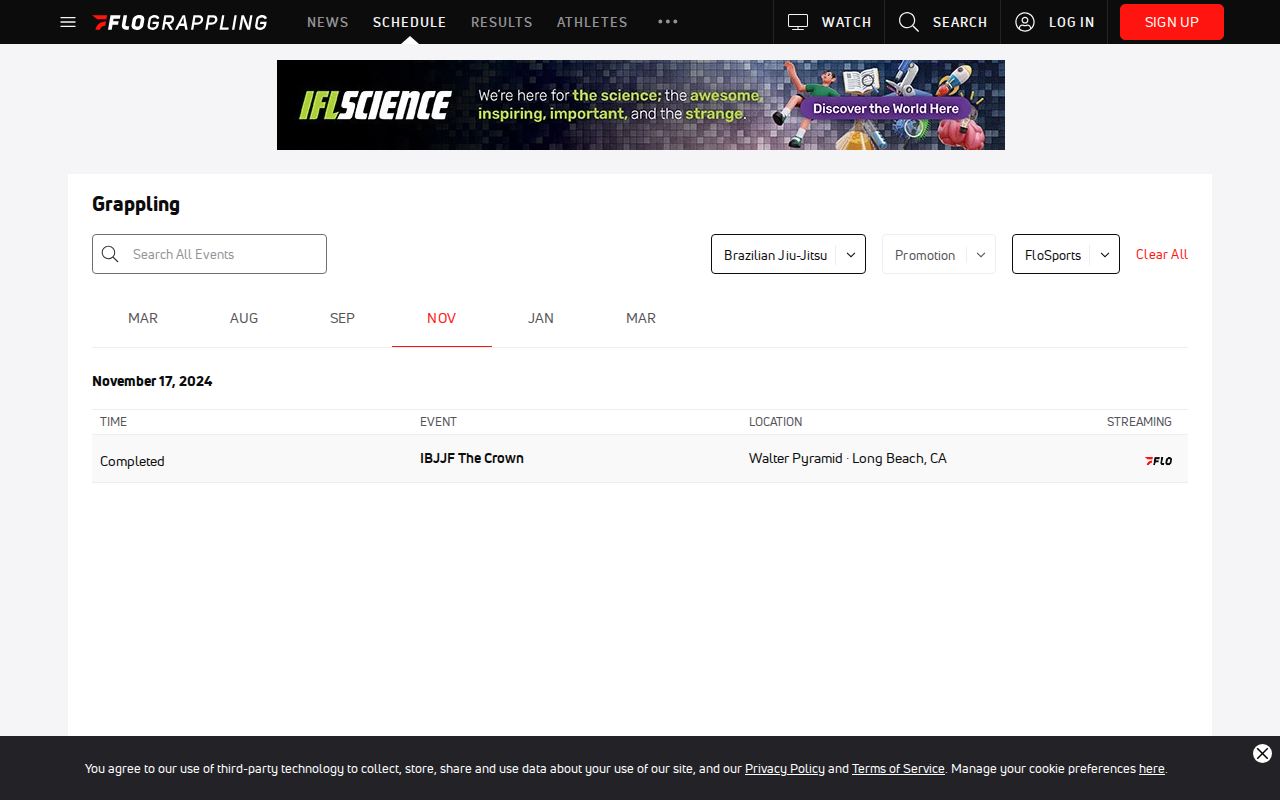 FLOGRAPPLING NEWS SCHEDULE RESULTS ATHLETES ••• WATCH SEARCH LOG IN SIGN UP
IFLSCIENCE
We're here for the science; the awesome
inspiring, important, and the strange.
Discover the World Here
Grappling
Search All Events
Brazilian Jiu-Jitsu
Promotion
FloSports
Clear All
MAR AUG SEP NOV JAN MAR
November 17, 2024
TIME EVENT LOCATION STREAMING
Completed IBJJF The Crown Walter Pyramid · Long Beach, CA FLO
You agree to our use of third-party technology to collect, store, share and use data about your use of our site, and our Privacy Policy and Terms of Service. Manage your cookie preferences here.